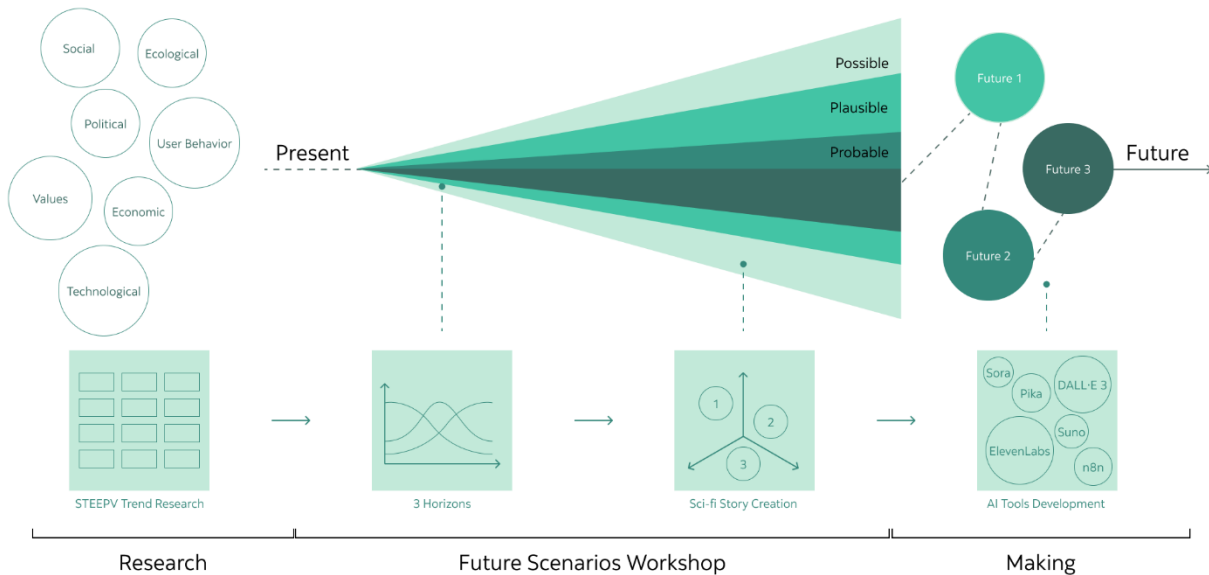 Social
Ecological
Political
User Behavior
Values
Economic
Technological
Present
Possible
Plausible
Probable
Future 1
Future 3
Future 2
Future
STEEPV Trend Research
3 Horizons
1
2
3
Sci-fi Story Creation
Sora
Pika
DALL·E 3
ElevenLabs
Suno
n8n
AI Tools Development
Research
Future Scenarios Workshop
Making